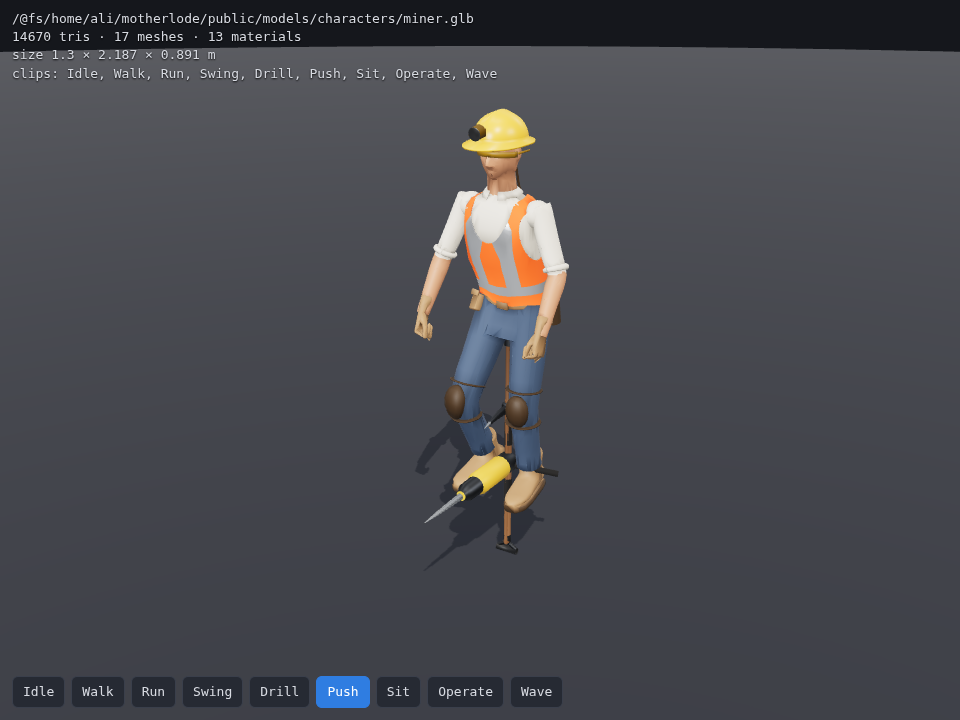 /@fs/home/ali/motherlode/public/models/characters/miner.glb
14670 tris · 17 meshes · 13 materials
size 1.3 × 2.187 × 0.891 m
clips: Idle, Walk, Run, Swing, Drill, Push, Sit, Operate, Wave
Idle Walk Run Swing Drill Push Sit Operate Wave